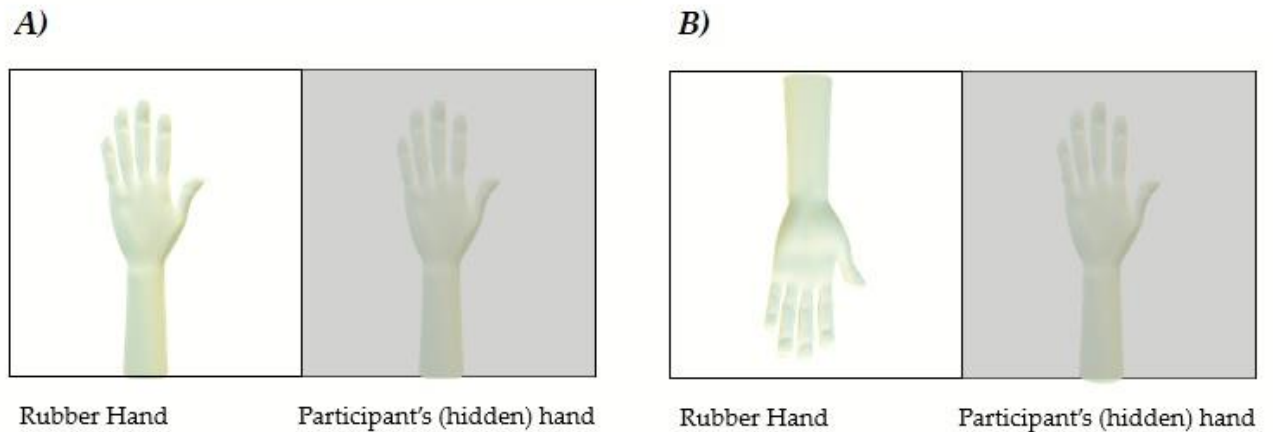 A)
B)
Rubber Hand
Participant's (hidden) hand
Rubber Hand
Participant's (hidden) hand